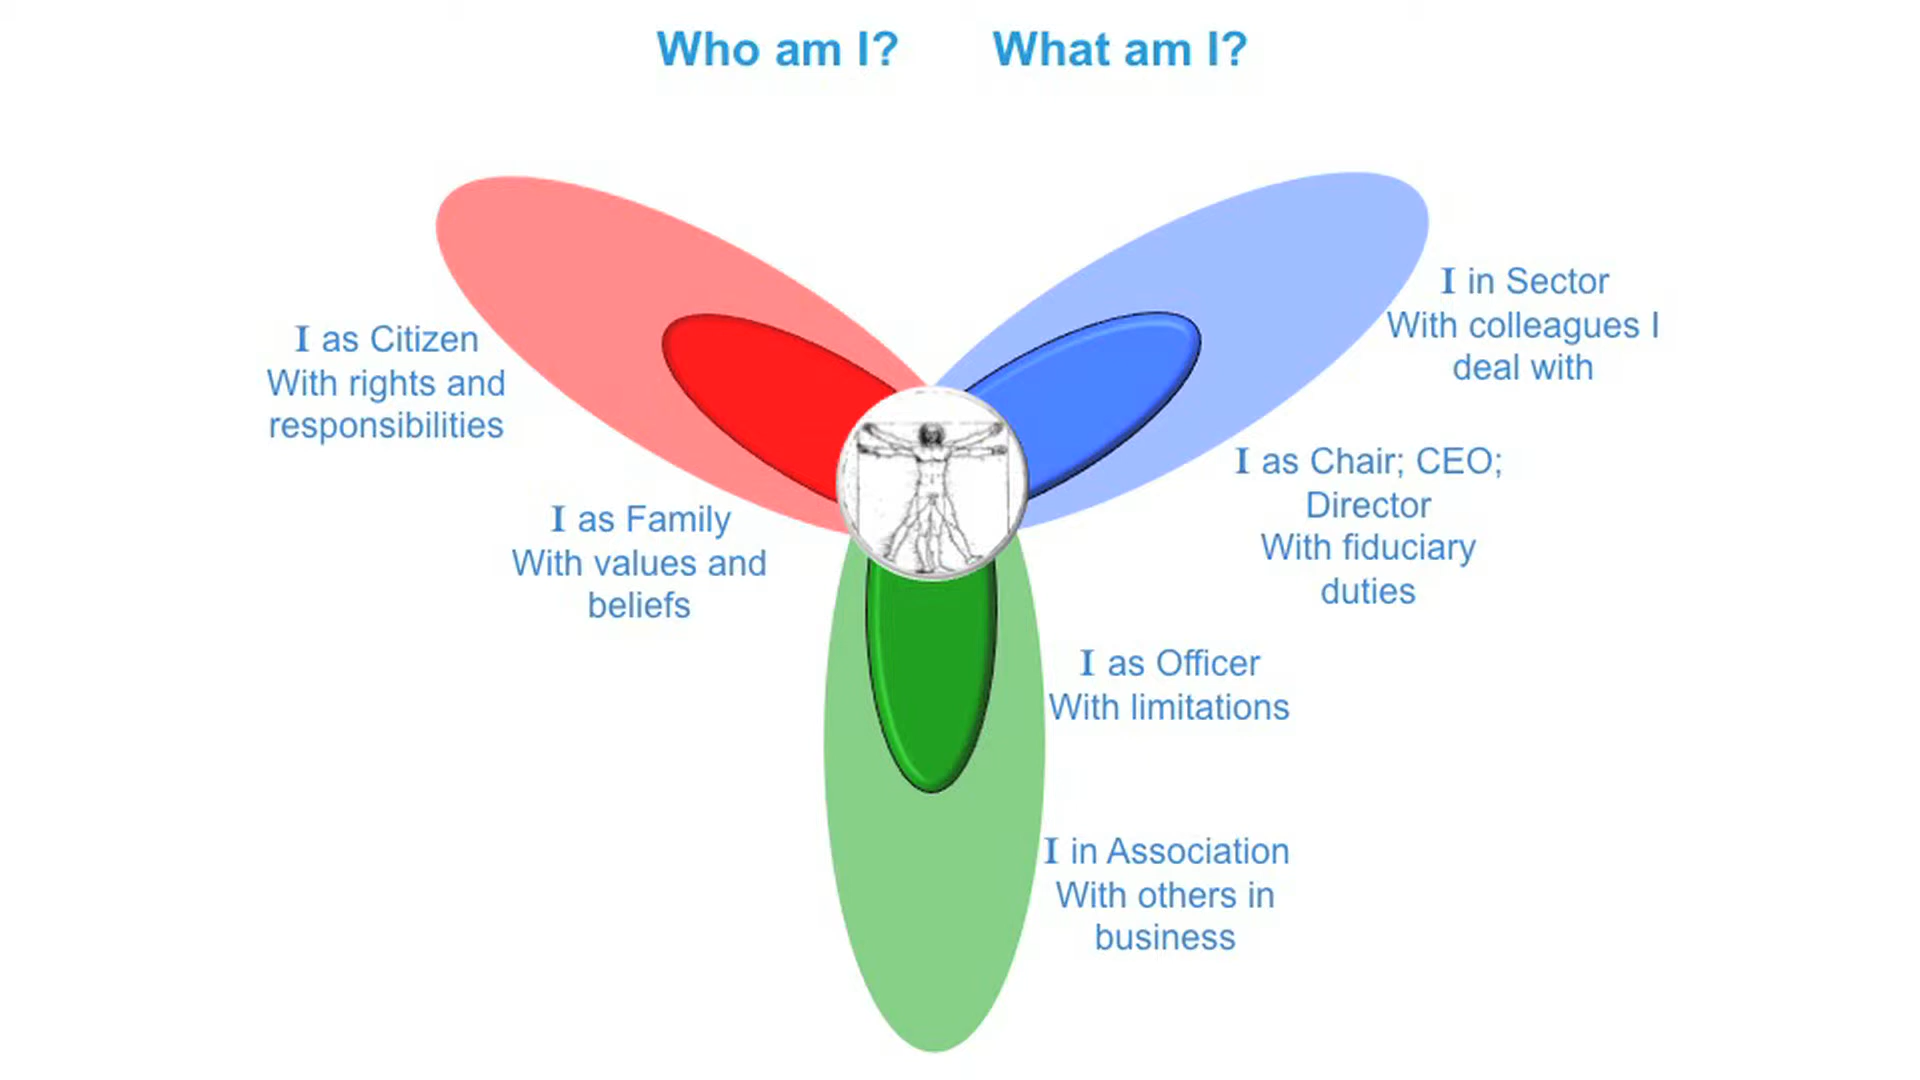 Who am I? What am I?
I as Citizen
With rights and
responsibilities
I as Family
With values and
beliefs
I in Sector
With colleagues I
deal with
I as Chair; CEO;
Director
With fiduciary
duties
I as Officer
With limitations
I in Association
With others in
business